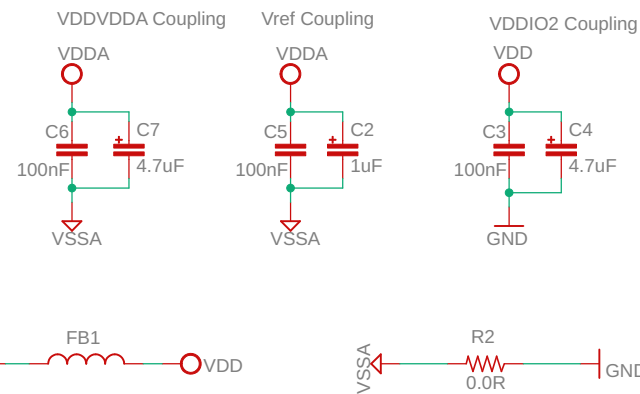 VDDVDDA Coupling
Vref Coupling
VDDIO2 Coupling
VDDA
VDDA
VDD
C6
C7
C5
C2
C3
C4
100nF
4.7uF
100nF
1uF
100nF
4.7uF
VSSA
VSSA
GND
FB1
VDD
VSSA
R2
0.0R
GND